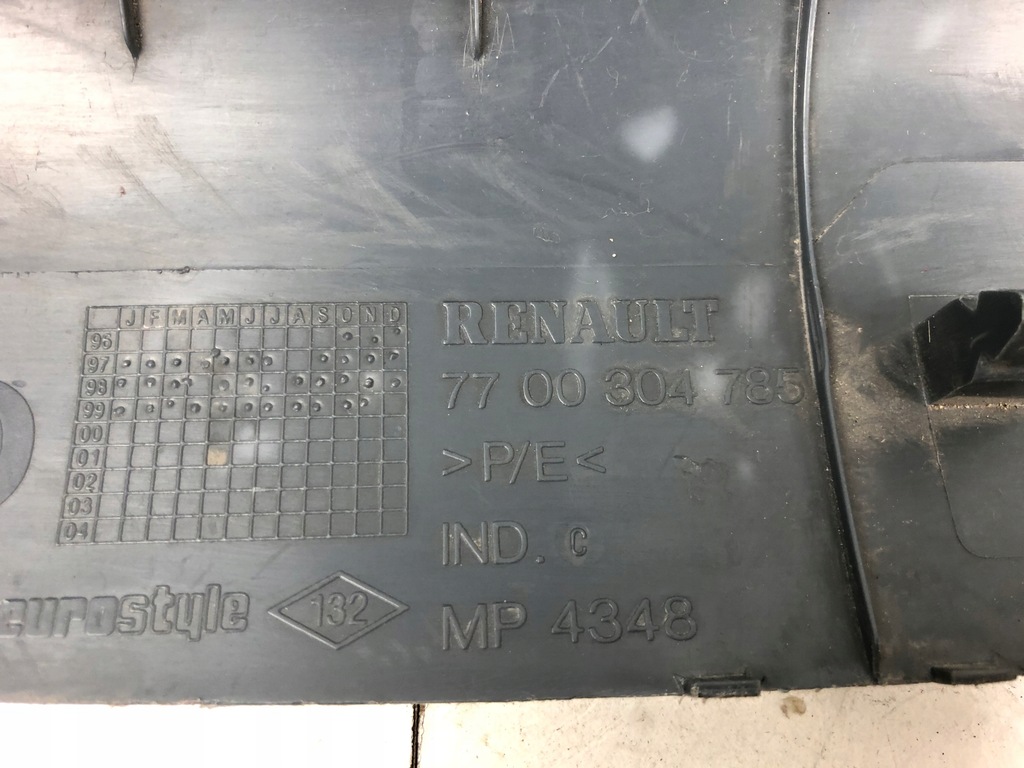 J F M A M J J A S O N D
96
97
98
99
00
01
02
03
04
eurostyle
132
RENAULT
77 00 304 785
>P/E<
IND. C
MP 4348